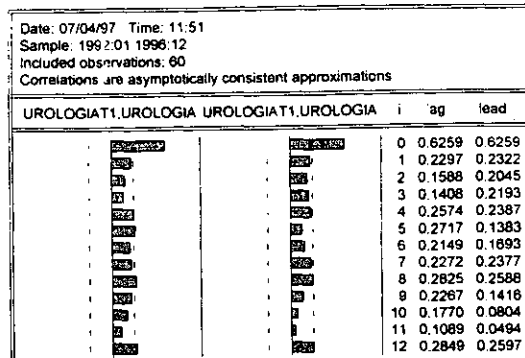 Date: 07/04/97 Time: 11:51
Sample: 1992:01 1996:12
Included observations: 60
Correlations are asymptotically consistent approximations
UROLOGIAT1,UROLOGIA UROLOGIAT1,UROLOGIA i lag lead
0 0.6259 0.6259
1 0.2297 0.2322
2 0.1588 0.2045
3 0.1408 0.2193
4 0.2574 0.2387
5 0.2717 0.1383
6 0.2149 0.1693
7 0.2272 0.2377
8 0.2825 0.2588
9 0.2267 0.1416
10 0.1770 0.0804
11 0.1089 0.0494
12 0.2849 0.2597